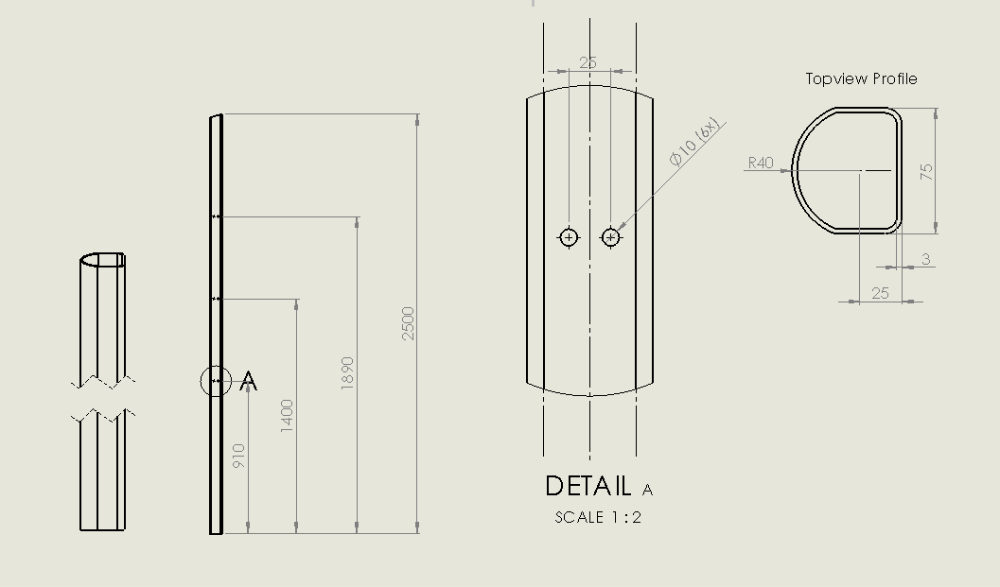 25
Topview Profile
Ø10 (6x)
R40
75
3
25
2500
1890
1400
A
910
DETAIL A
SCALE 1 : 2